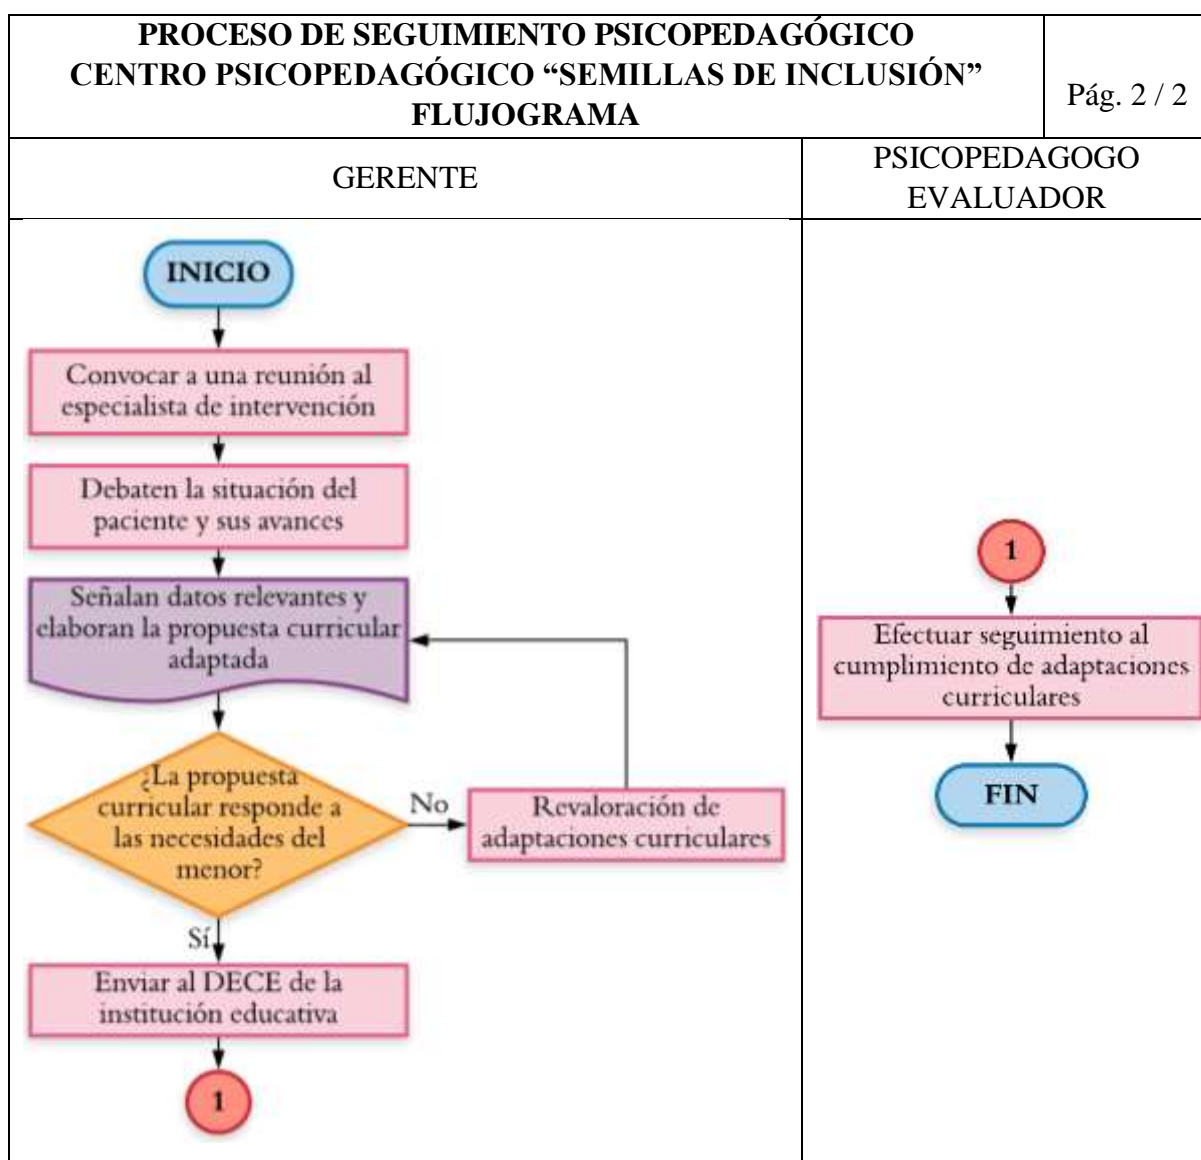 PROCESO DE SEGUIMIENTO PSICOPEDAGÓGICO
CENTRO PSICOPEDAGÓGICO “SEMILLAS DE INCLUSIÓN”
FLUJOGRAMA
Pág. 2 / 2
GERENTE
PSICOPEDAGOGO
EVALUADOR
INICIO
Convocar a una reunión al
especialista de intervención
Debaten la situación del
paciente y sus avances
Señalan datos relevantes y
elaboran la propuesta curricular
adaptada
¿La propuesta
curricular responde a
las necesidades del
menor?
No
Revaloración de
adaptaciones curriculares
Sí
Enviar al DECE de la
institución educativa
1
1
Efectuar seguimiento al
cumplimiento de adaptaciones
curriculares
FIN